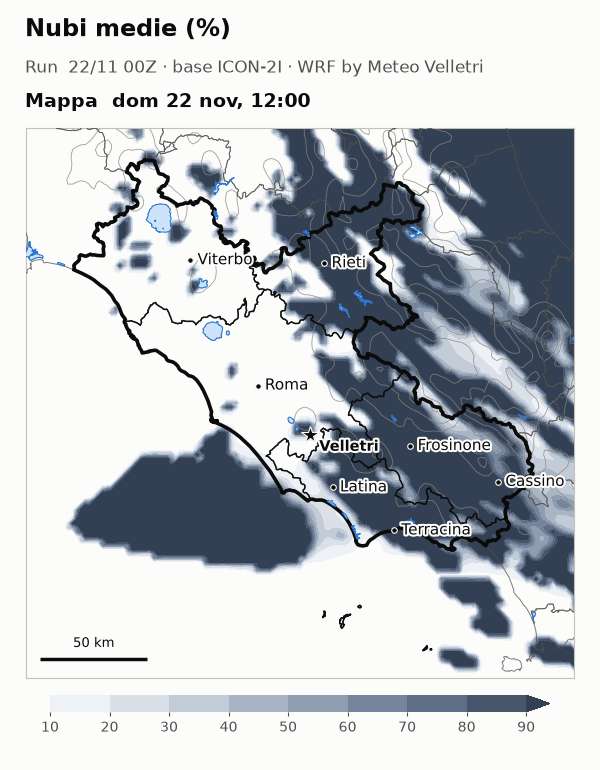 Nubi medie (%)
Run 22/11 00Z · base ICON-2I · WRF by Meteo Velletri
Mappa dom 22 nov, 12:00
Viterbo
Rieti
Roma
Velletri
Frosinone
Latina
Cassino
Terracina
50 km
10 20 30 40 50 60 70 80 90